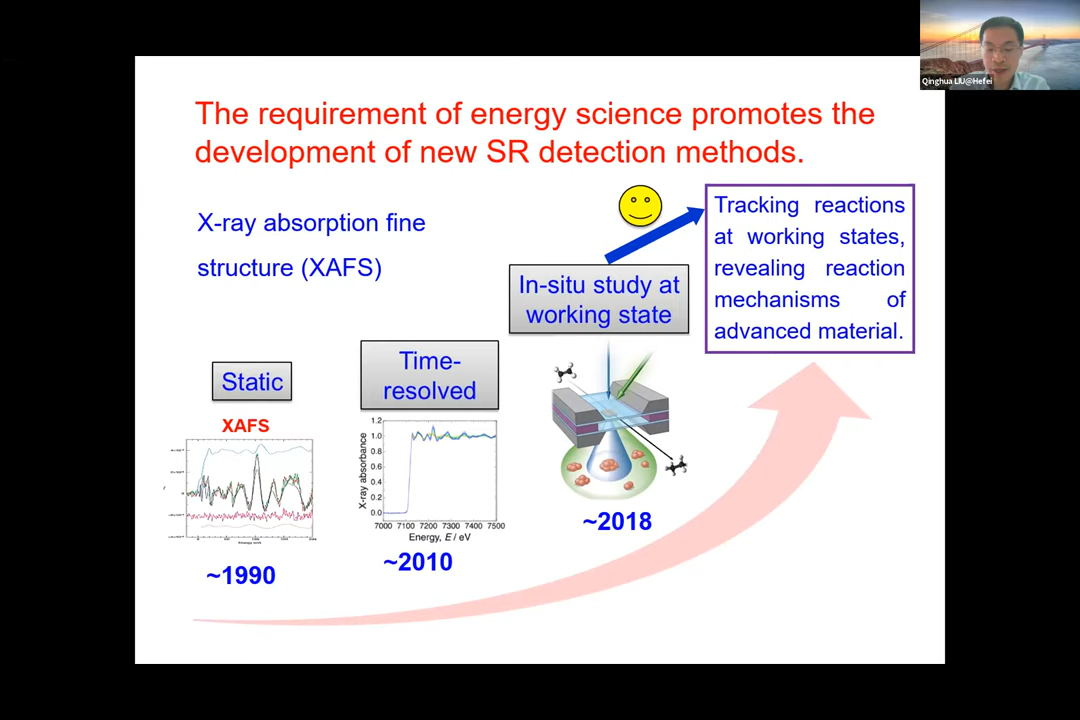 Qinghua LIU@Hefei
The requirement of energy science promotes the
development of new SR detection methods.
X-ray absorption fine
structure (XAFS)
Tracking reactions
at working states,
revealing reaction
mechanisms of
advanced material.
In-situ study at
working state
Time-
resolved
Static
XAFS
X-ray absorbance
1.2
1.0
0.8
0.6
0.4
0.2
0.0
7000 7100 7200 7300 7400 7500
Energy, E / eV
~2018
~2010
~1990